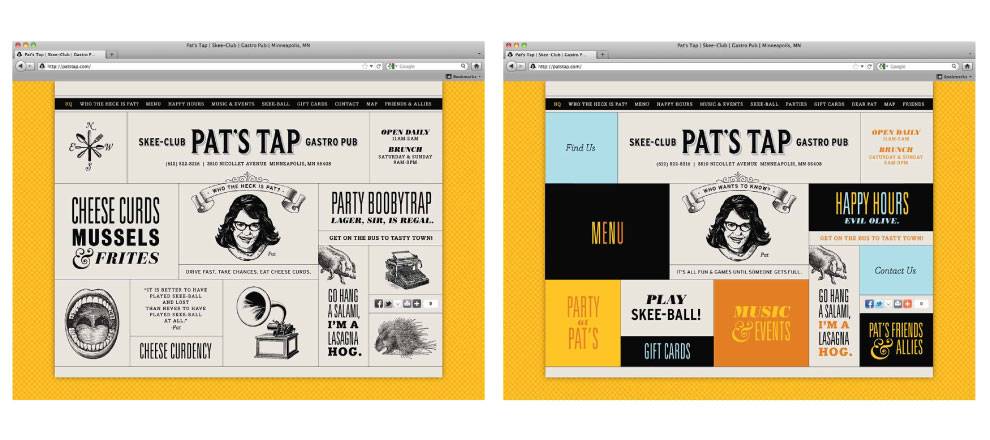 Pat's Tap | Skee-Club | Gastro Pub | Minneapolis, MN
Pat's Tap | Skee-Club | Gastro P...
http://patstap.com/
Google
Bookmarks
HQ WHO THE HECK IS PAT? MENU HAPPY HOURS MUSIC & EVENTS SKEE-BALL GIFT CARDS CONTACT MAP FRIENDS & ALLIES
N
E W
S
SKEE-CLUB PAT'S TAP GASTRO PUB
(612) 822-8216 | 3510 NICOLLET AVENUE MINNEAPOLIS, MN 55408
OPEN DAILY
11AM-2AM
BRUNCH
SATURDAY & SUNDAY
9AM-2PM
CHEESE CURDS
MUSSELS
& FRITES
WHO THE HECK IS PAT?
Pat
DRIVE FAST, TAKE CHANCES, EAT CHEESE CURDS.
PARTY BOOBYTRAP
LAGER, SIR, IS REGAL.
GET ON THE BUS TO TASTY TOWN!
"IT IS BETTER TO HAVE
PLAYED SKEE-BALL
AND LOST
THAN NEVER TO HAVE
PLAYED SKEE-BALL
AT ALL."
-Pat
CHEESE CURDENCY
GO HANG
A SALAMI,
I'M A
LASAGNA
HOG.
0
Pat's Tap | Skee-Club | Gastro Pub | Minneapolis, MN
Pat's Tap | Skee-Club | Gastro P...
http://patstap.com/
Google
Bookmarks
HQ WHO THE HECK IS PAT? MENU HAPPY HOURS MUSIC & EVENTS SKEE-BALL PARTIES GIFT CARDS DEAR PAT MAP FRIENDS
Find Us
SKEE-CLUB PAT'S TAP GASTRO PUB
(612) 822-8216 | 3510 NICOLLET AVENUE MINNEAPOLIS, MN 55408
OPEN DAILY
11AM-2AM
BRUNCH
SATURDAY & SUNDAY
9AM-2PM
MENU
WHO WANTS TO KNOW?
Pat
IT'S ALL FUN & GAMES UNTIL SOMEONE GETS FULL.
HAPPY HOURS
EVIL OLIVE.
GET ON THE BUS TO TASTY TOWN!
Contact Us
PARTY
at
PAT'S
PLAY
SKEE-BALL!
GIFT CARDS
MUSIC
& EVENTS
GO HANG
A SALAMI,
I'M A
LASAGNA
HOG.
0
PAT'S FRIENDS
& ALLIES